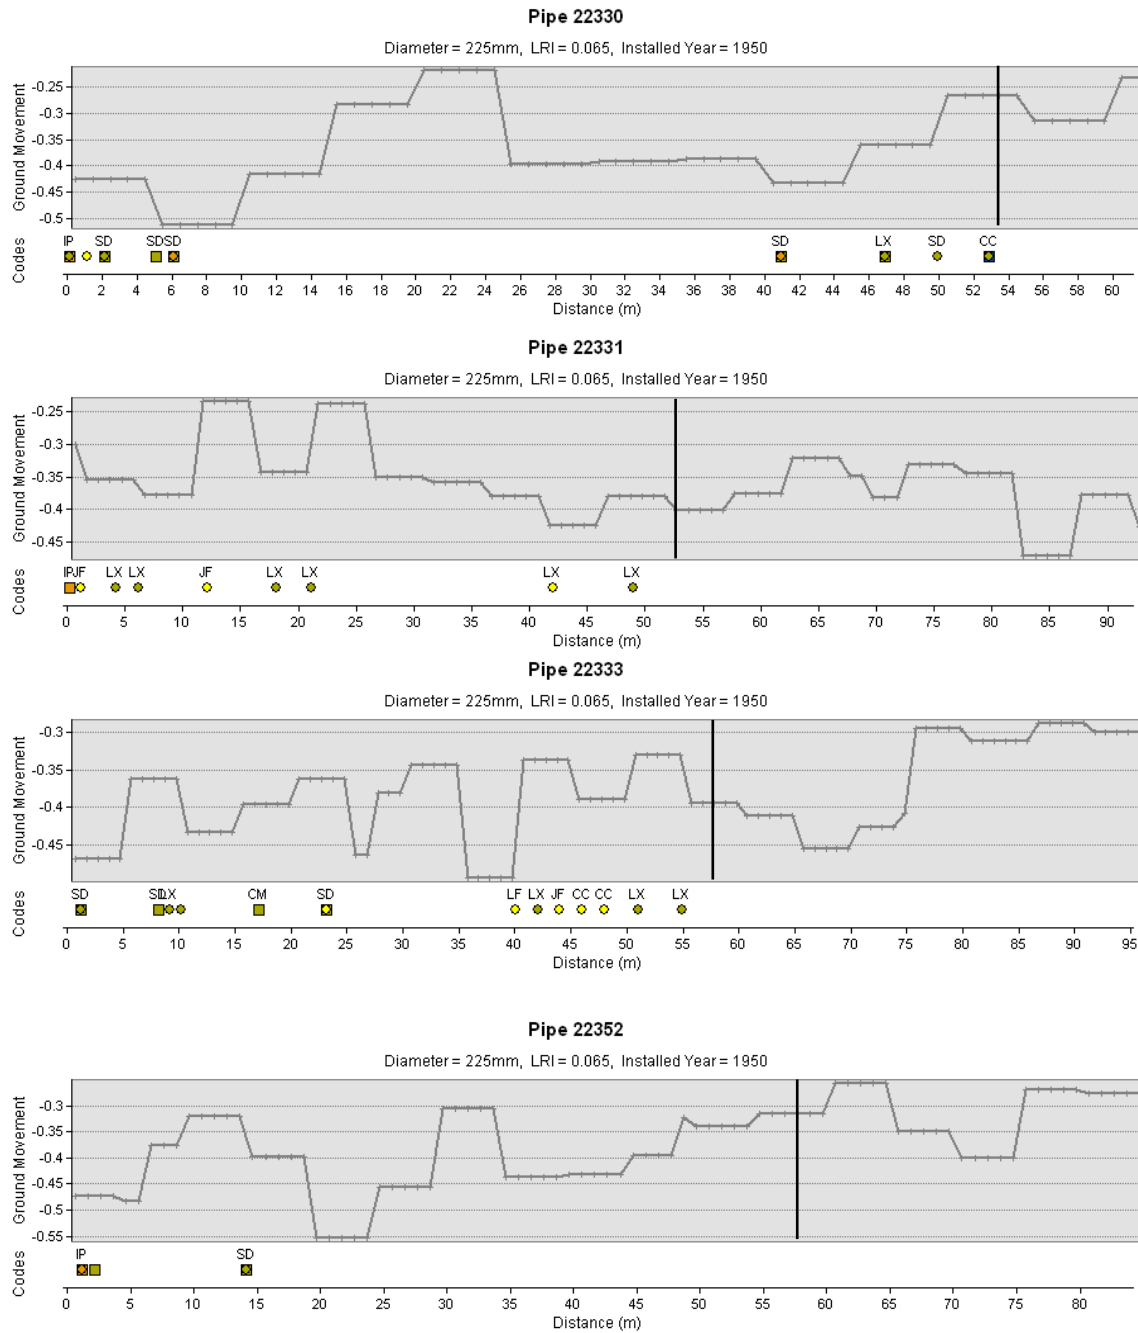 Pipe 22330
Diameter = 225mm, LRI = 0.065, Installed Year = 1950
Ground Movement
-0.25
-0.3
-0.35
-0.4
-0.45
-0.5
Codes
IP SD SD SD SD LX SD CC
0 2 4 6 8 10 12 14 16 18 20 22 24 26 28 30 32 34 36 38 40 42 44 46 48 50 52 54 56 58 60
Distance (m)
Pipe 22331
Diameter = 225mm, LRI = 0.065, Installed Year = 1950
Ground Movement
-0.25
-0.3
-0.35
-0.4
-0.45
Codes
IP JF LX LX JF LX LX LX LX
0 5 10 15 20 25 30 35 40 45 50 55 60 65 70 75 80 85 90
Distance (m)
Pipe 22333
Diameter = 225mm, LRI = 0.065, Installed Year = 1950
Ground Movement
-0.3
-0.35
-0.4
-0.45
Codes
SD SD LX CM SD LF LX JF CC CC LX LX
0 5 10 15 20 25 30 35 40 45 50 55 60 65 70 75 80 85 90 95
Distance (m)
Pipe 22352
Diameter = 225mm, LRI = 0.065, Installed Year = 1950
Ground Movement
-0.3
-0.35
-0.4
-0.45
-0.5
-0.55
Codes
IP SD
0 5 10 15 20 25 30 35 40 45 50 55 60 65 70 75 80
Distance (m)